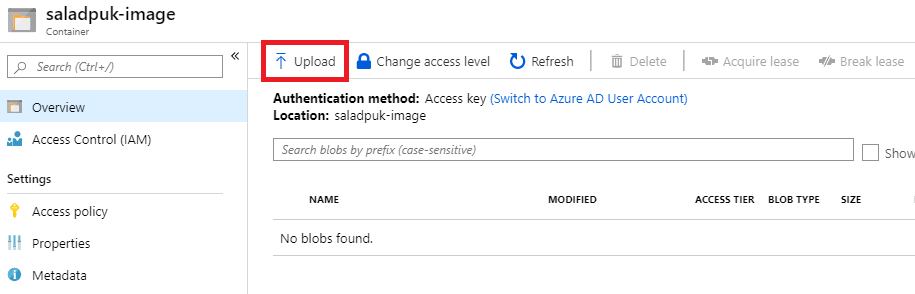 saladpuk-image
Container
Search (Ctrl+/)
«
Overview
Access Control (IAM)
Settings
Access policy
Properties
Metadata
Upload Change access level Refresh Delete Acquire lease Break lease
Authentication method: Access key (Switch to Azure AD User Account)
Location: saladpuk-image
Search blobs by prefix (case-sensitive)
Show
NAME MODIFIED ACCESS TIER BLOB TYPE SIZE
No blobs found.